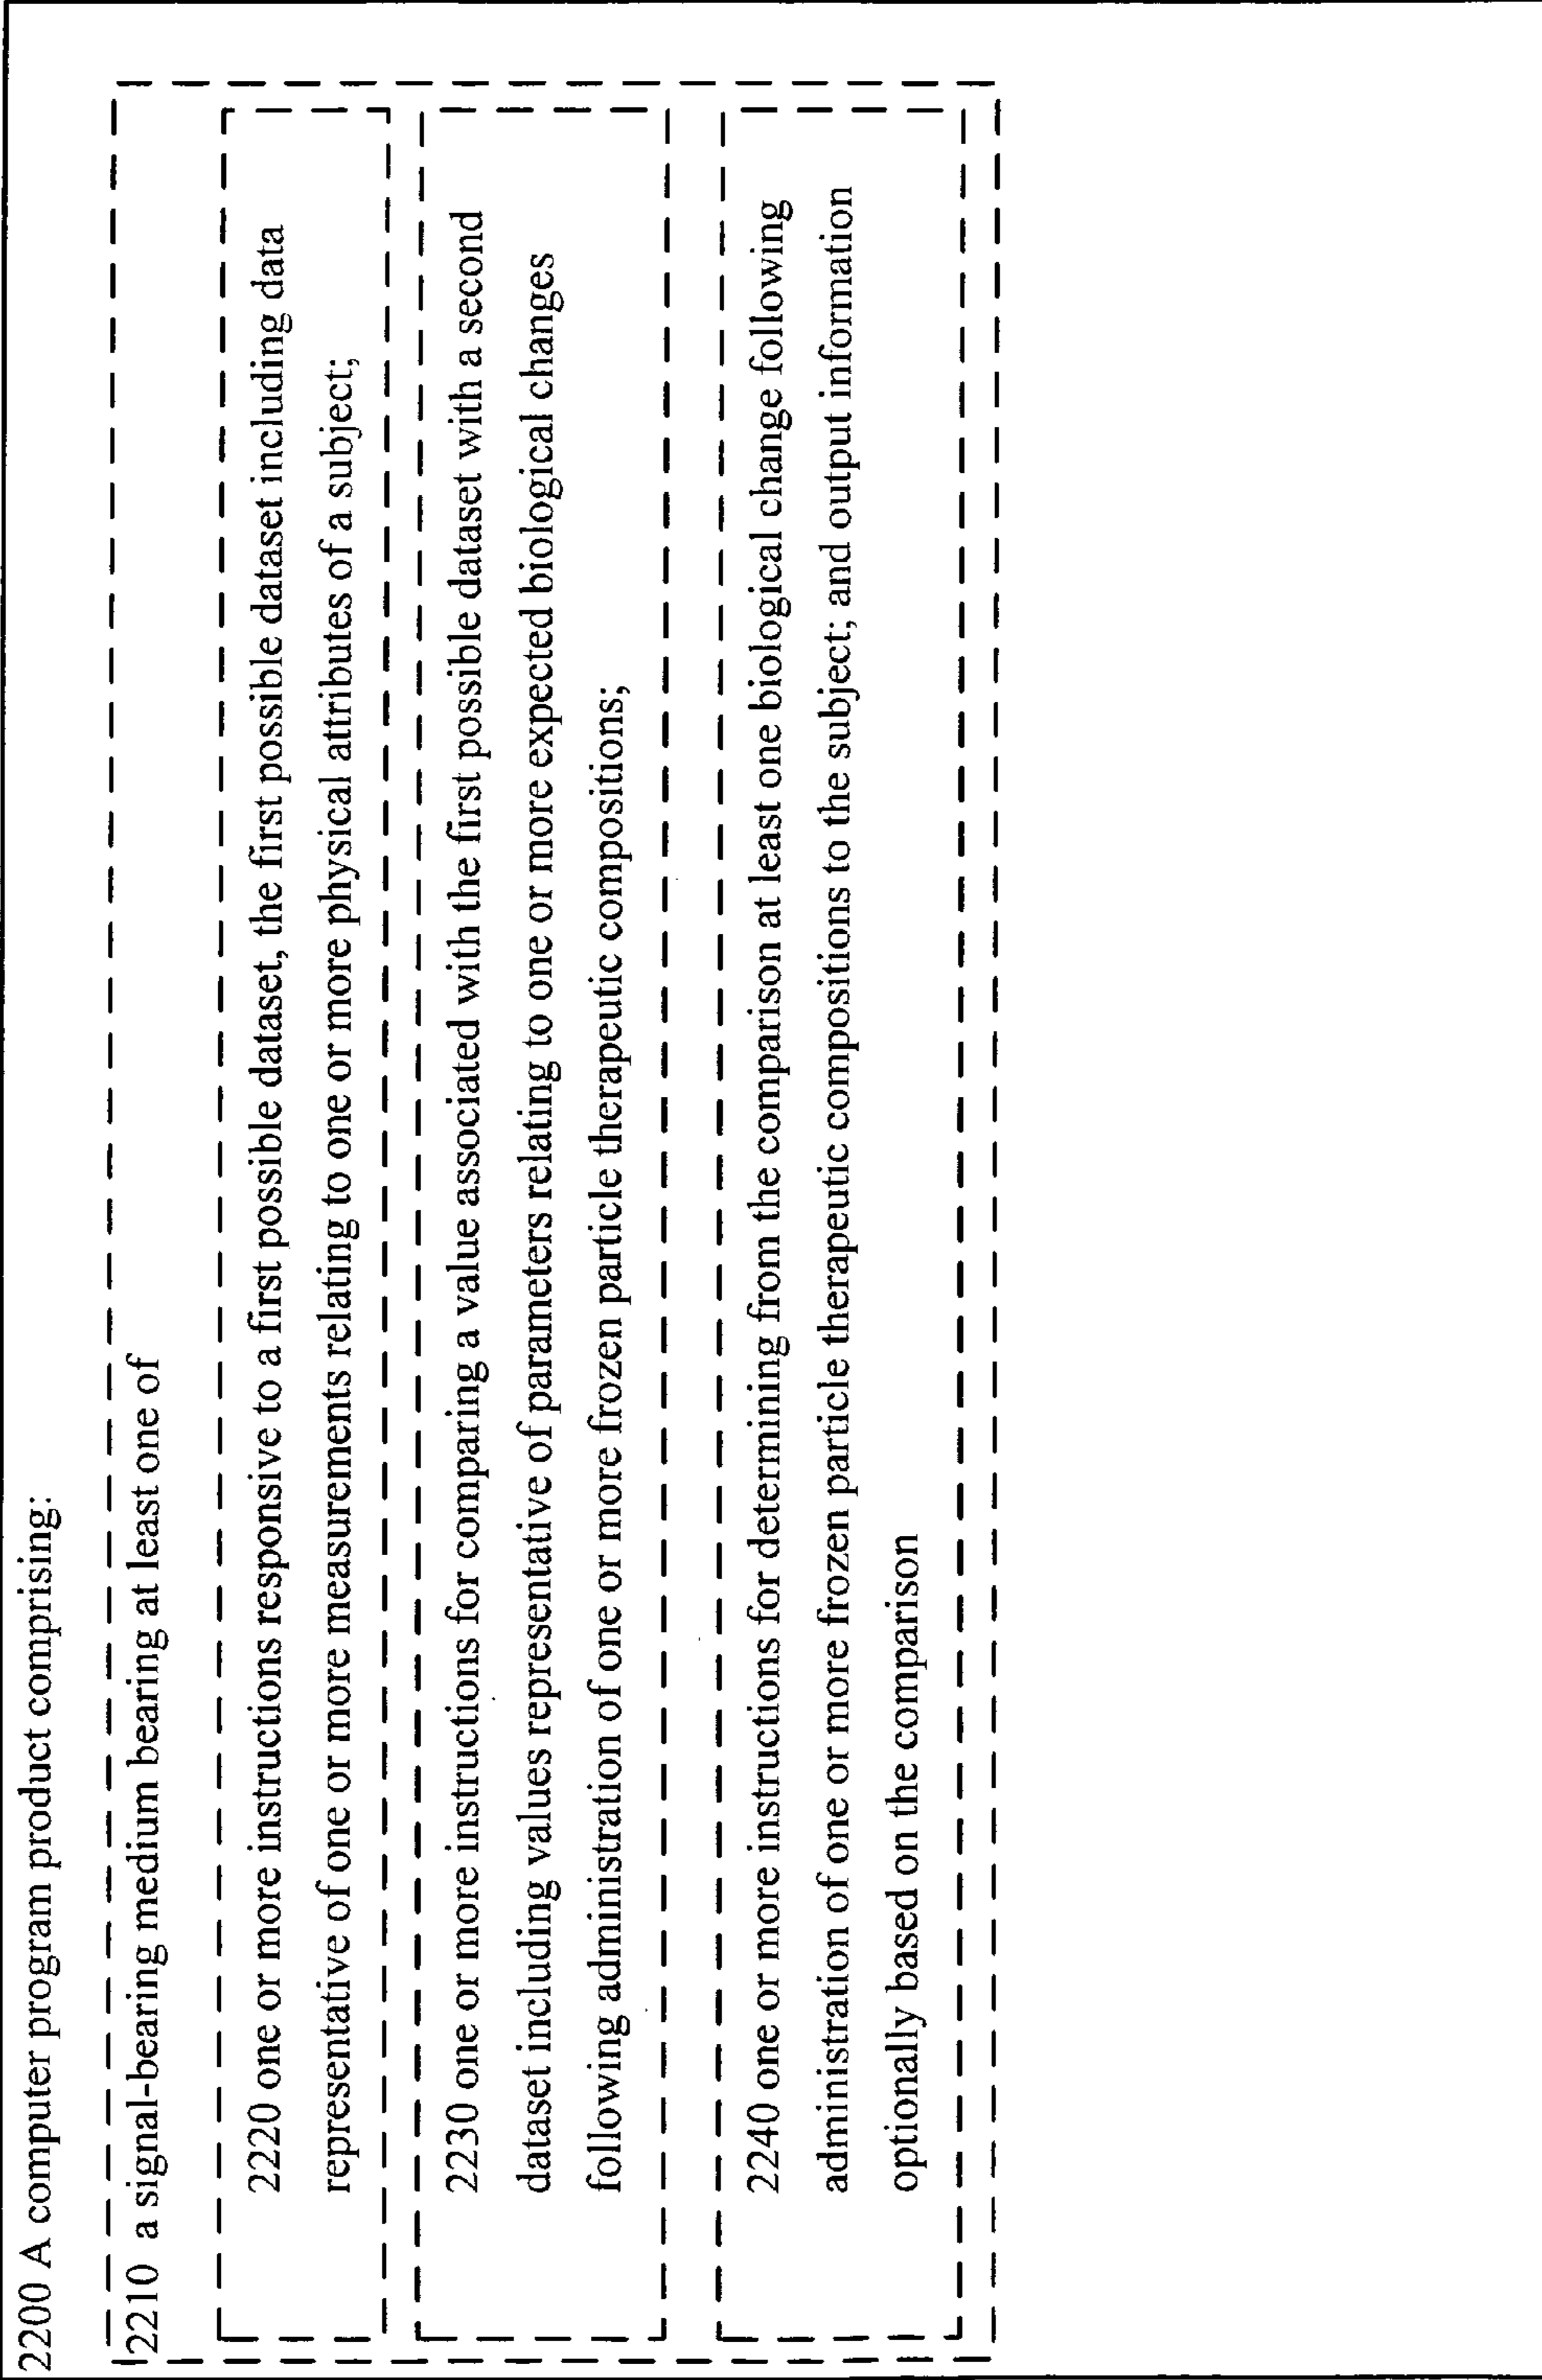 2200 A computer program product comprising:
2210 a signal-bearing medium bearing at least one of
2220 one or more instructions responsive to a first possible dataset, the first possible dataset including data
representative of one or more measurements relating to one or more physical attributes of a subject;
2230 one or more instructions for comparing a value associated with the first possible dataset with a second
dataset including values representative of parameters relating to one or more expected biological changes
following administration of one or more frozen particle therapeutic compositions;
2240 one or more instructions for determining from the comparison at least one biological change following
administration of one or more frozen particle therapeutic compositions to the subject; and output information
optionally based on the comparison